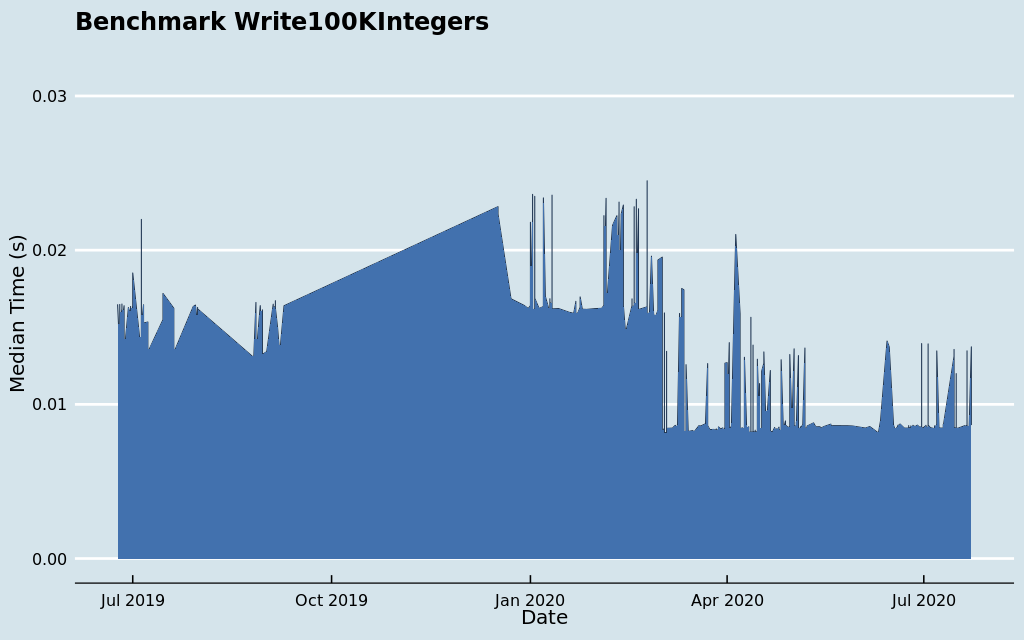 Benchmark Write100KIntegers
Median Time (s)
0.03
0.02
0.01
0.00
Jul 2019
Oct 2019
Jan 2020
Apr 2020
Jul 2020
Date